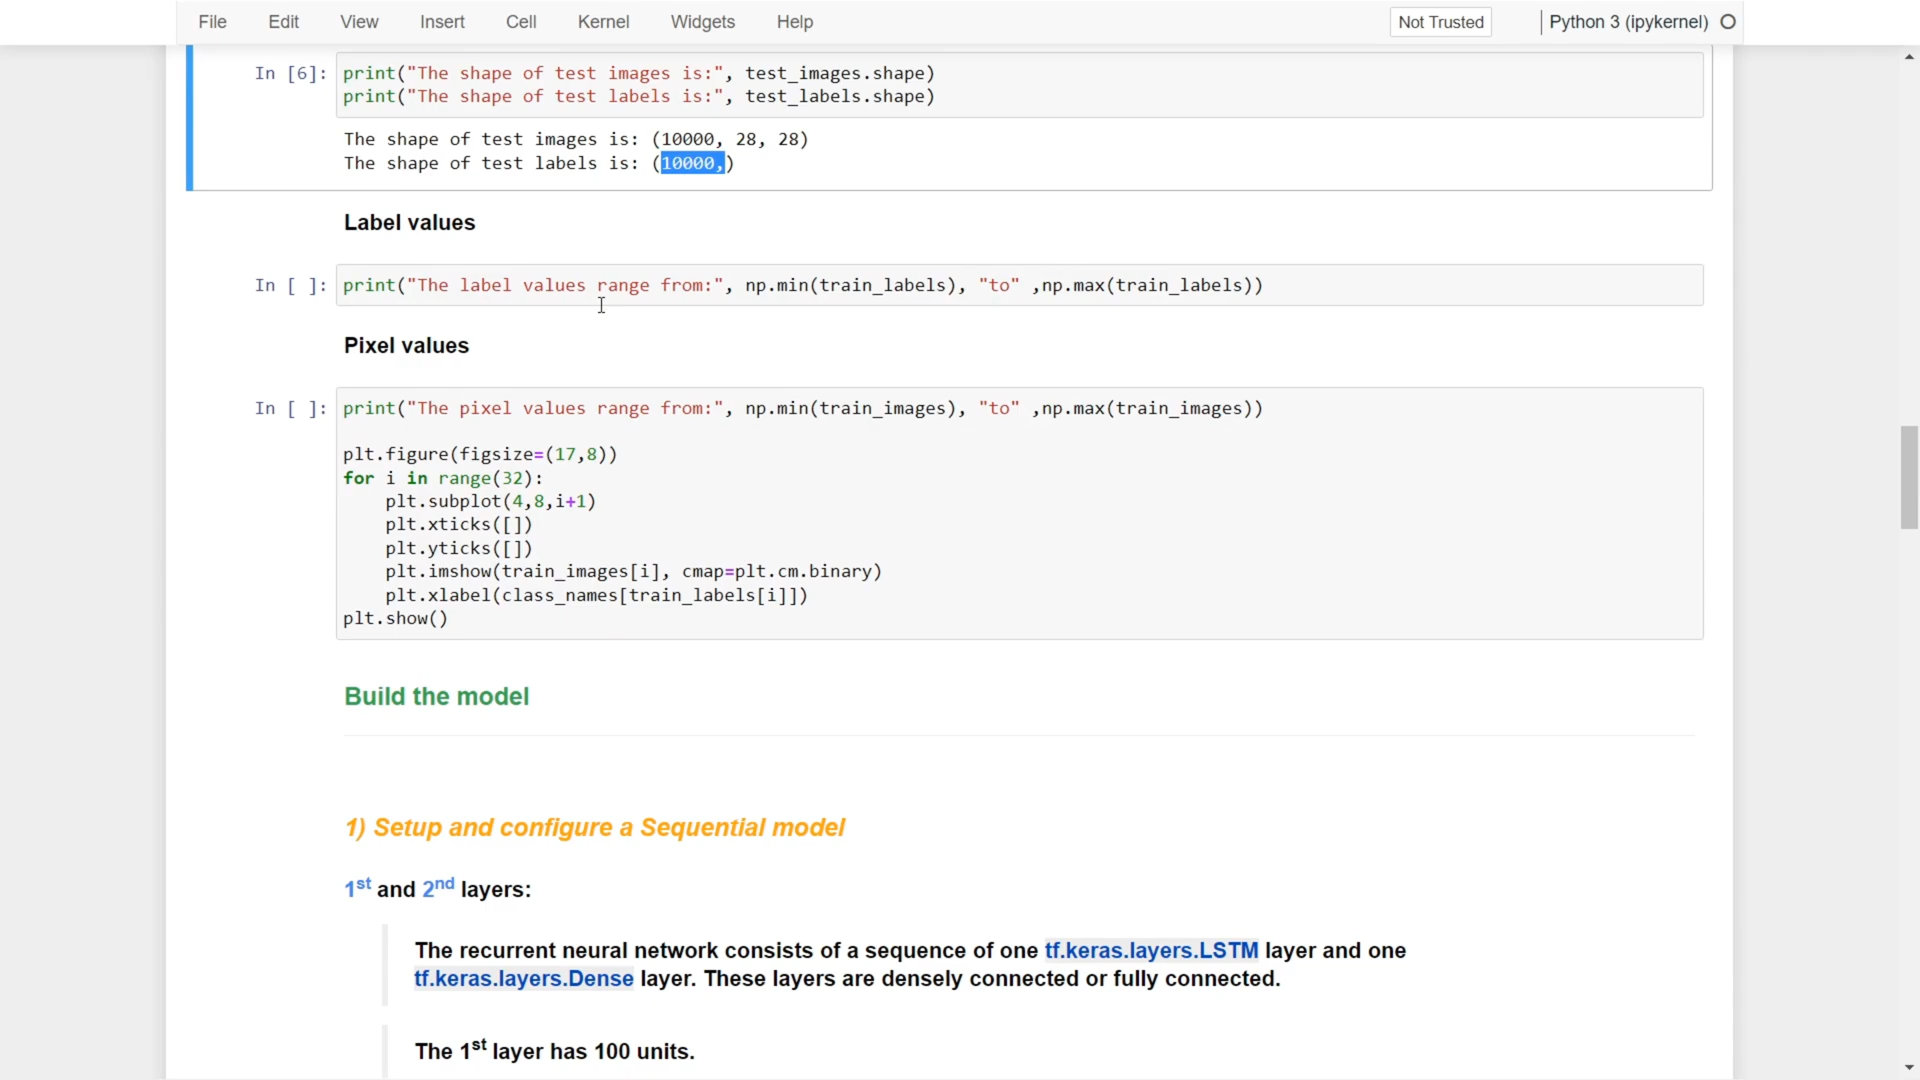 File Edit View Insert Cell Kernel Widgets Help Not Trusted Python 3 (ipykernel)
In [6]: print("The shape of test images is:", test_images.shape)
print("The shape of test labels is:", test_labels.shape)
The shape of test images is: (10000, 28, 28)
The shape of test labels is: (10000,)
Label values
In [ ]: print("The label values range from:", np.min(train_labels), "to" ,np.max(train_labels))
Pixel values
In [ ]: print("The pixel values range from:", np.min(train_images), "to" ,np.max(train_images))
plt.figure(figsize=(17,8))
for i in range(32):
    plt.subplot(4,8,i+1)
    plt.xticks([])
    plt.yticks([])
    plt.imshow(train_images[i], cmap=plt.cm.binary)
    plt.xlabel(class_names[train_labels[i]])
plt.show()
Build the model
1) Setup and configure a Sequential model
1st and 2nd layers:
The recurrent neural network consists of a sequence of one tf.keras.layers.LSTM layer and one
tf.keras.layers.Dense layer. These layers are densely connected or fully connected.
The 1st layer has 100 units.